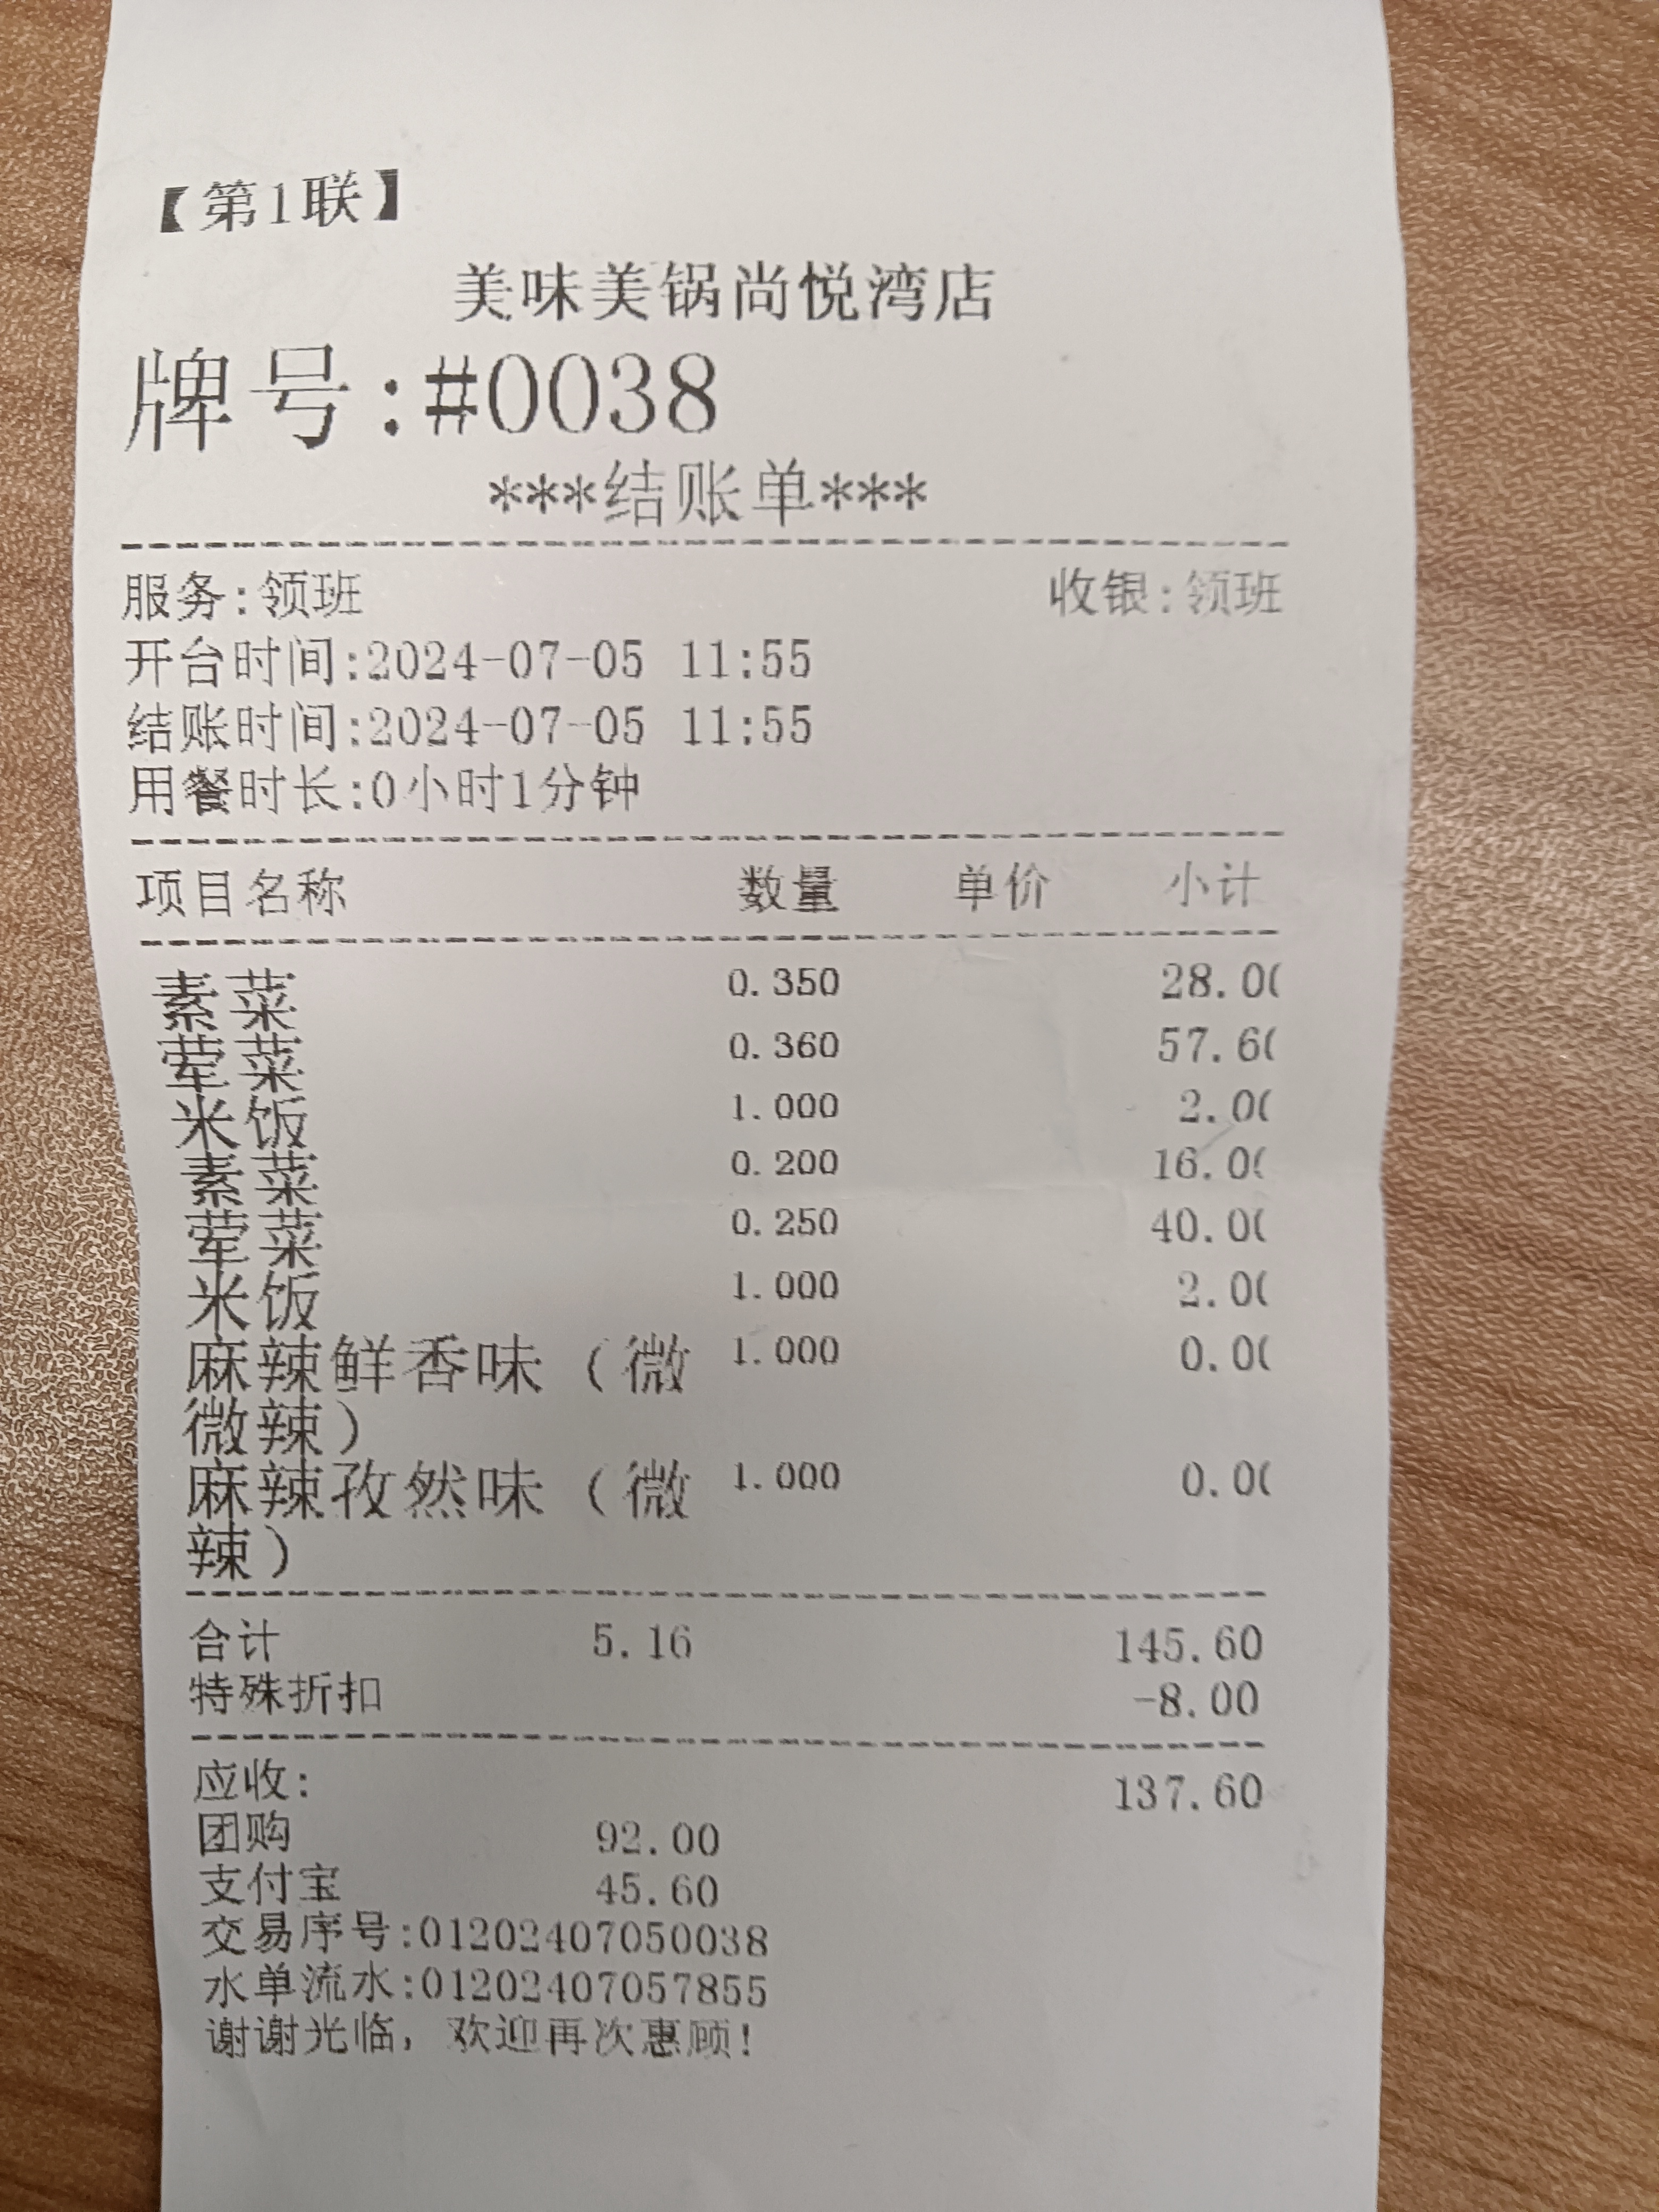 【第1联】
美味美锅尚悦湾店
牌号:#0038
***结账单***
服务:领班 收银:领班
开台时间:2024-07-05 11:55
结账时间:2024-07-05 11:55
用餐时长:0小时1分钟
项目名称 数量 单价 小计
素菜 0.350 28.00
荤菜 0.360 57.60
米饭 1.000 2.00
素菜 0.200 16.00
荤菜 0.250 40.00
米饭 1.000 2.00
麻辣鲜香味（微 1.000 0.00
微辣）
麻辣孜然味（微 1.000 0.00
辣）
合计 5.16 145.60
特殊折扣 -8.00
应收: 137.60
团购 92.00
支付宝 45.60
交易序号:01202407050038
水单流水:01202407057855
谢谢光临，欢迎再次惠顾!